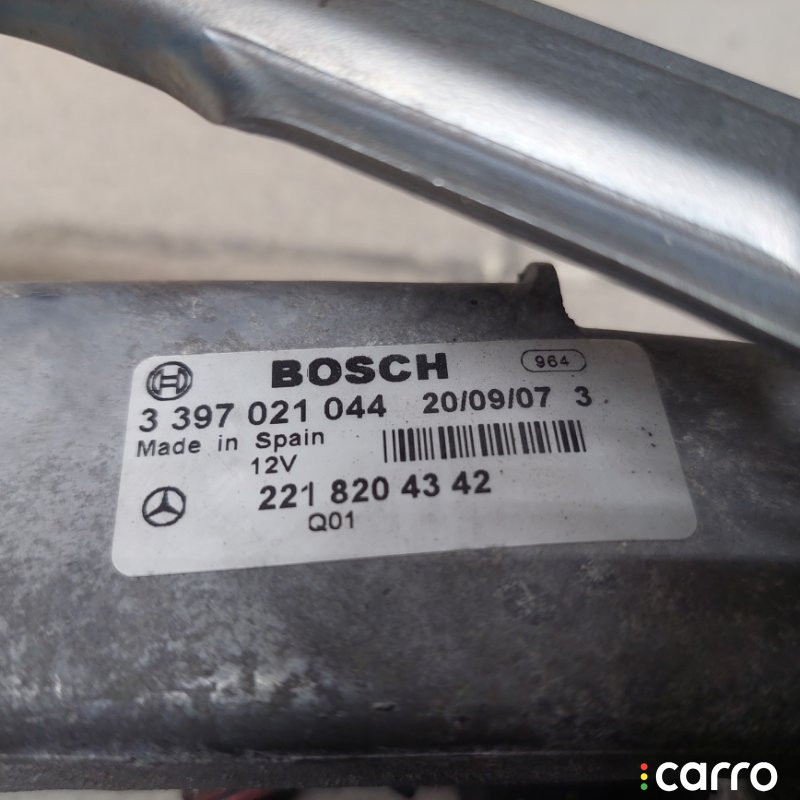 BOSCH 964
3 397 021 044 20/09/07 3
Made in Spain
12V
221 820 43 42
Q01
carro